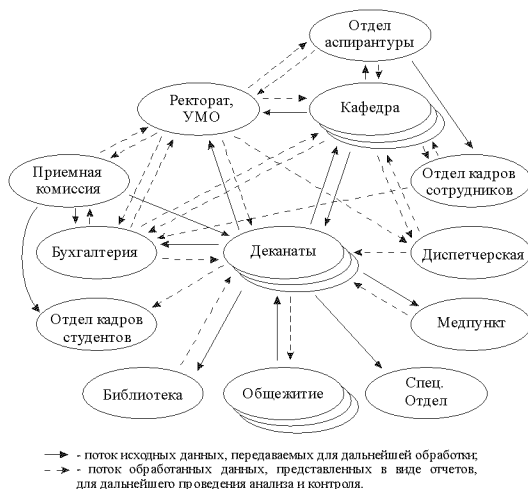 Отдел
аспирантуры
Ректорат,
УМО
Кафедра
Приемная
комиссия
Отдел кадров
сотрудников
Бухгалтерия
Деканаты
Диспетчерская
Отдел кадров
студентов
Медпункт
Библиотека
Общежитие
Спец.
Отдел
- поток исходных данных, передаваемых для дальнейшей обработки;
- поток обработанных данных, представленных в виде отчетов,
для дальнейшего проведения анализа и контроля.